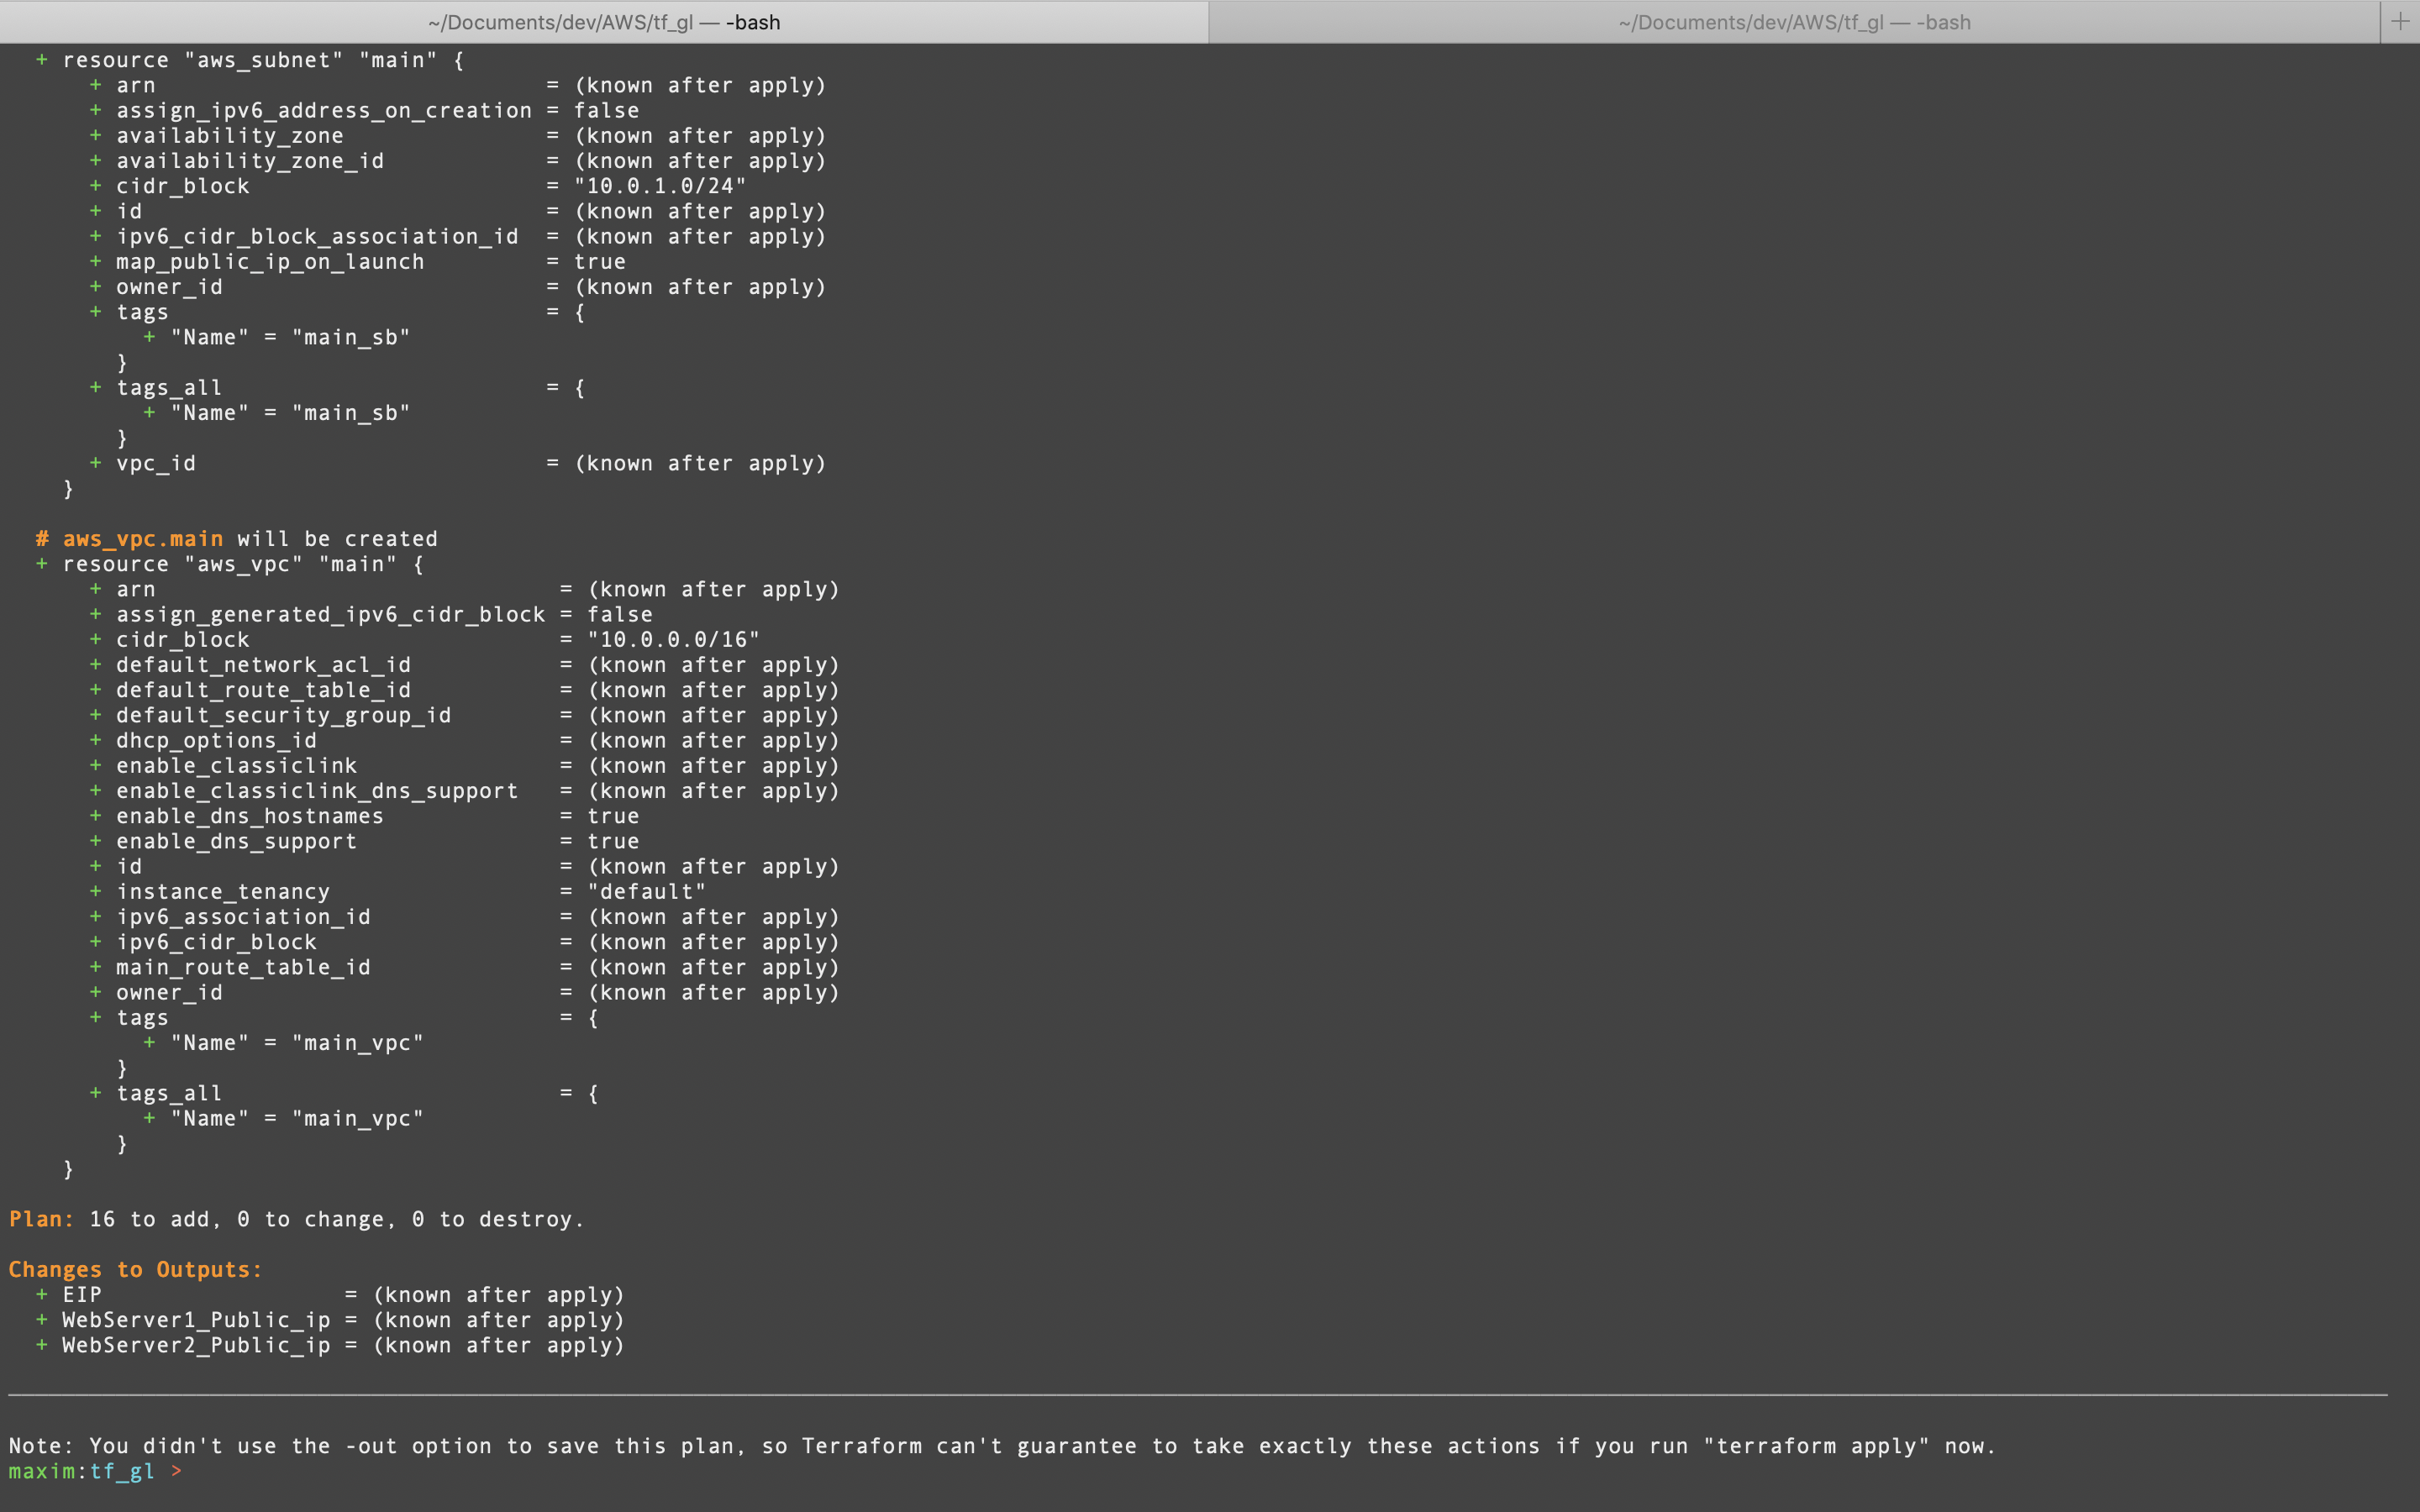 ~/Documents/dev/AWS/tf_gl — -bash
~/Documents/dev/AWS/tf_gl — -bash
+
+ resource "aws_subnet" "main" {
+ arn = (known after apply)
+ assign_ipv6_address_on_creation = false
+ availability_zone = (known after apply)
+ availability_zone_id = (known after apply)
+ cidr_block = "10.0.1.0/24"
+ id = (known after apply)
+ ipv6_cidr_block_association_id = (known after apply)
+ map_public_ip_on_launch = true
+ owner_id = (known after apply)
+ tags = {
+ "Name" = "main_sb"
}
+ tags_all = {
+ "Name" = "main_sb"
}
+ vpc_id = (known after apply)
}
# aws_vpc.main will be created
+ resource "aws_vpc" "main" {
+ arn = (known after apply)
+ assign_generated_ipv6_cidr_block = false
+ cidr_block = "10.0.0.0/16"
+ default_network_acl_id = (known after apply)
+ default_route_table_id = (known after apply)
+ default_security_group_id = (known after apply)
+ dhcp_options_id = (known after apply)
+ enable_classiclink = (known after apply)
+ enable_classiclink_dns_support = (known after apply)
+ enable_dns_hostnames = true
+ enable_dns_support = true
+ id = (known after apply)
+ instance_tenancy = "default"
+ ipv6_association_id = (known after apply)
+ ipv6_cidr_block = (known after apply)
+ main_route_table_id = (known after apply)
+ owner_id = (known after apply)
+ tags = {
+ "Name" = "main_vpc"
}
+ tags_all = {
+ "Name" = "main_vpc"
}
}
Plan: 16 to add, 0 to change, 0 to destroy.
Changes to Outputs:
+ EIP = (known after apply)
+ WebServer1_Public_ip = (known after apply)
+ WebServer2_Public_ip = (known after apply)
Note: You didn't use the -out option to save this plan, so Terraform can't guarantee to take exactly these actions if you run "terraform apply" now.
maxim:tf_gl >